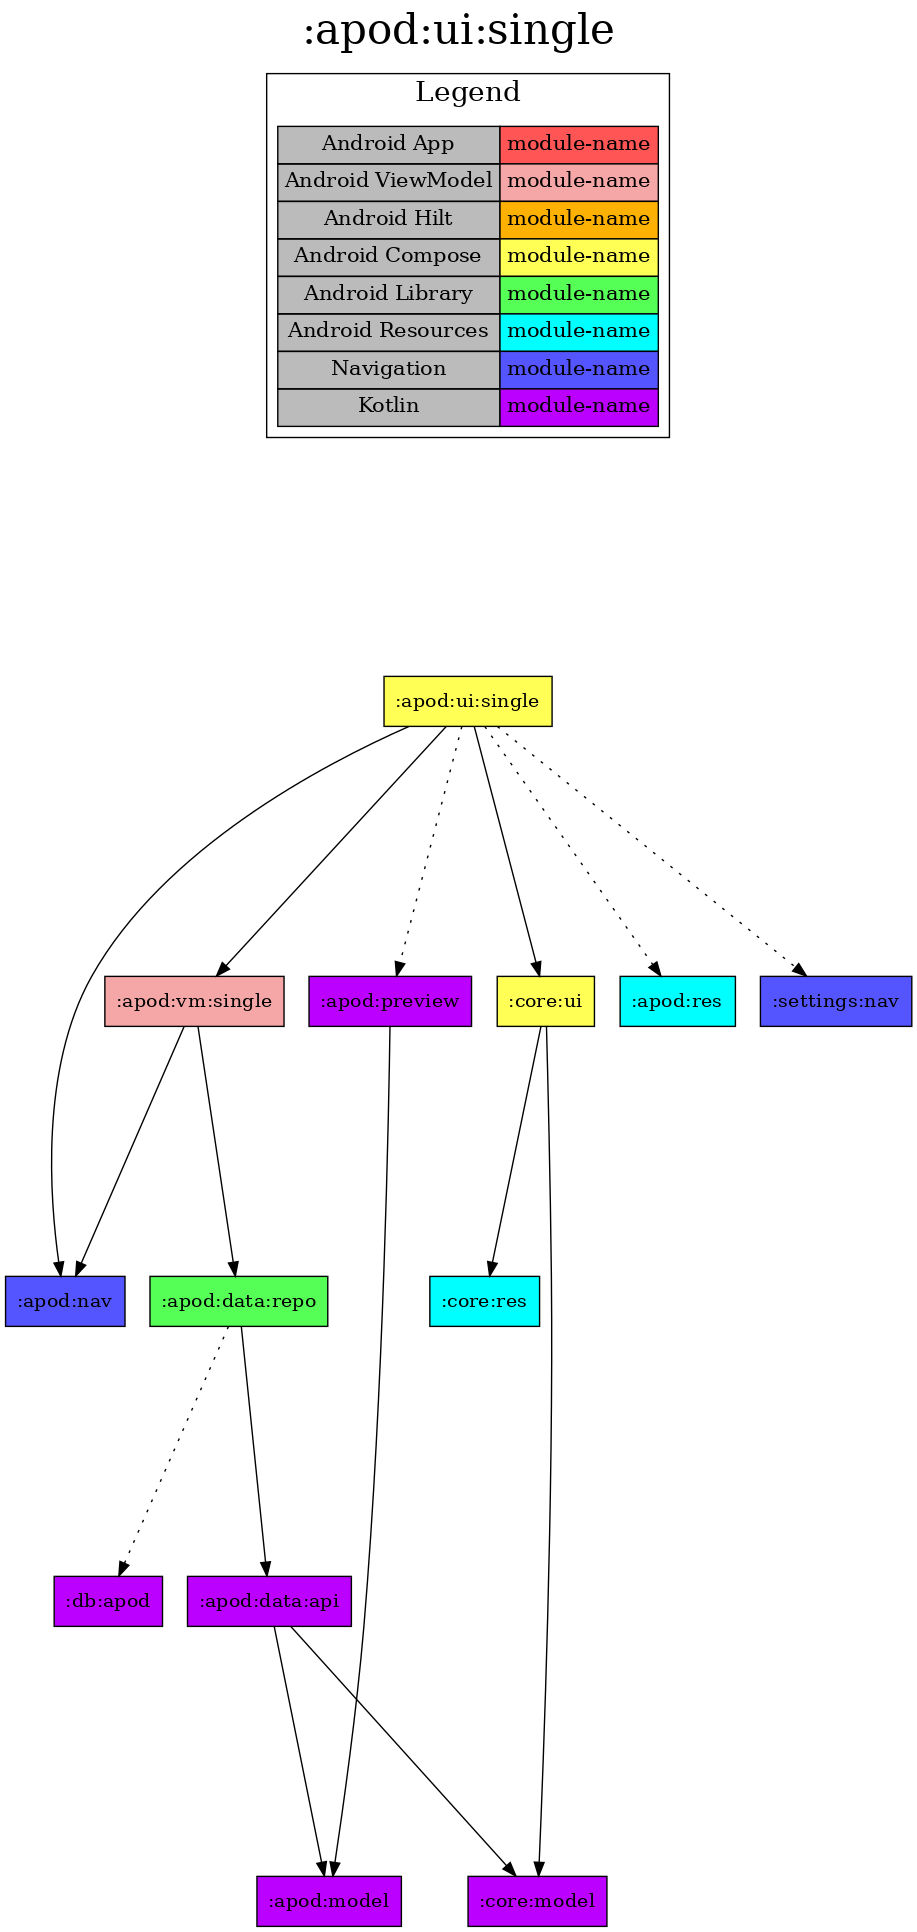 :apod:ui:single
Legend
Android App module-name
Android ViewModel module-name
Android Hilt module-name
Android Compose module-name
Android Library module-name
Android Resources module-name
Navigation module-name
Kotlin module-name
:apod:ui:single
:apod:vm:single :apod:preview :core:ui :apod:res :settings:nav
:apod:nav :apod:data:repo :core:res
:db:apod :apod:data:api
:apod:model :core:model